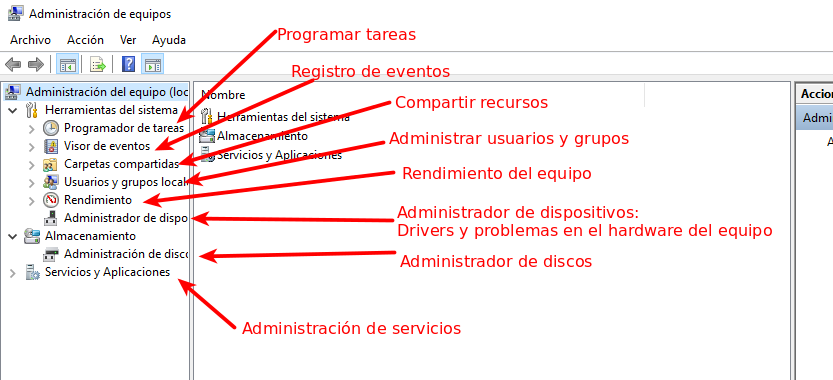 Administración de equipos
Archivo Acción Ver Ayuda
Programar tareas
Registro de eventos
Compartir recursos
Administrar usuarios y grupos
Rendimiento del equipo
Administrador de dispositivos:
Drivers y problemas en el hardware del equipo
Administrador de discos
Administración de servicios
Administración del equipo (loc
Herramientas del sistema
Programador de tareas
Visor de eventos
Carpetas compartidas
Usuarios y grupos local
Rendimiento
Administrador de dispo
Almacenamiento
Administración de disc
Servicios y Aplicaciones
Nombre
Herramientas del sistema
Almacenamiento
Servicios y Aplicaciones
Accion
Admi
A